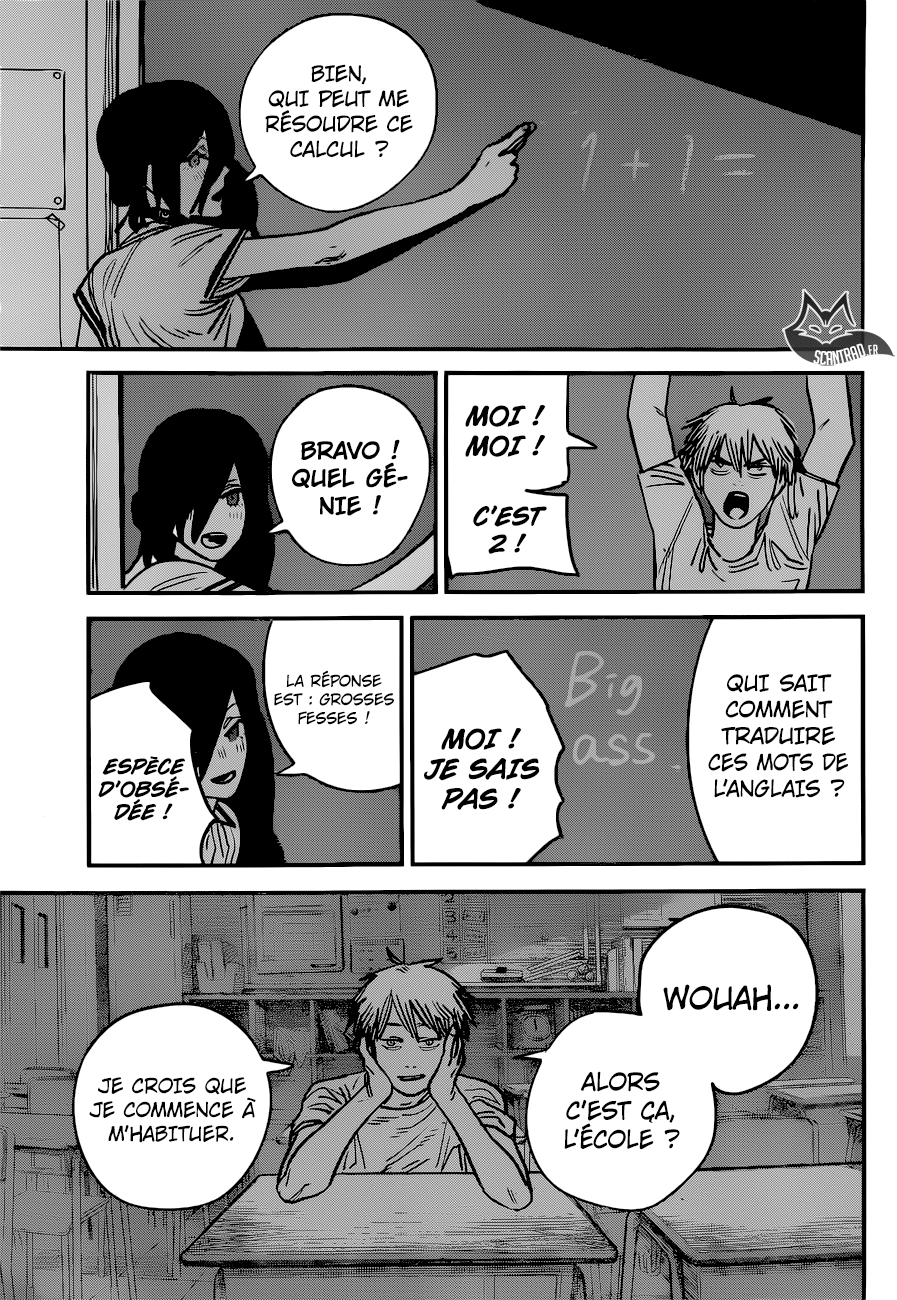 BIEN,
QUI PEUT ME
RÉSOUDRE CE
CALCUL ?
1 + 1 =
SCANTRAD.FR
MOI !
MOI !
C'EST
2 !
BRAVO !
QUEL GÉ-
NIE !
QUI SAIT
COMMENT
TRADUIRE
CES MOTS DE
L'ANGLAIS ?
Big
ass
MOI !
JE SAIS
PAS !
LA RÉPONSE
EST : GROSSES
FESSES !
ESPÈCE
D'OBSÉ-
DÉE !
WOUAH...
ALORS
C'EST ÇA,
L'ÉCOLE ?
JE CROIS QUE
JE COMMENCE À
M'HABITUER.